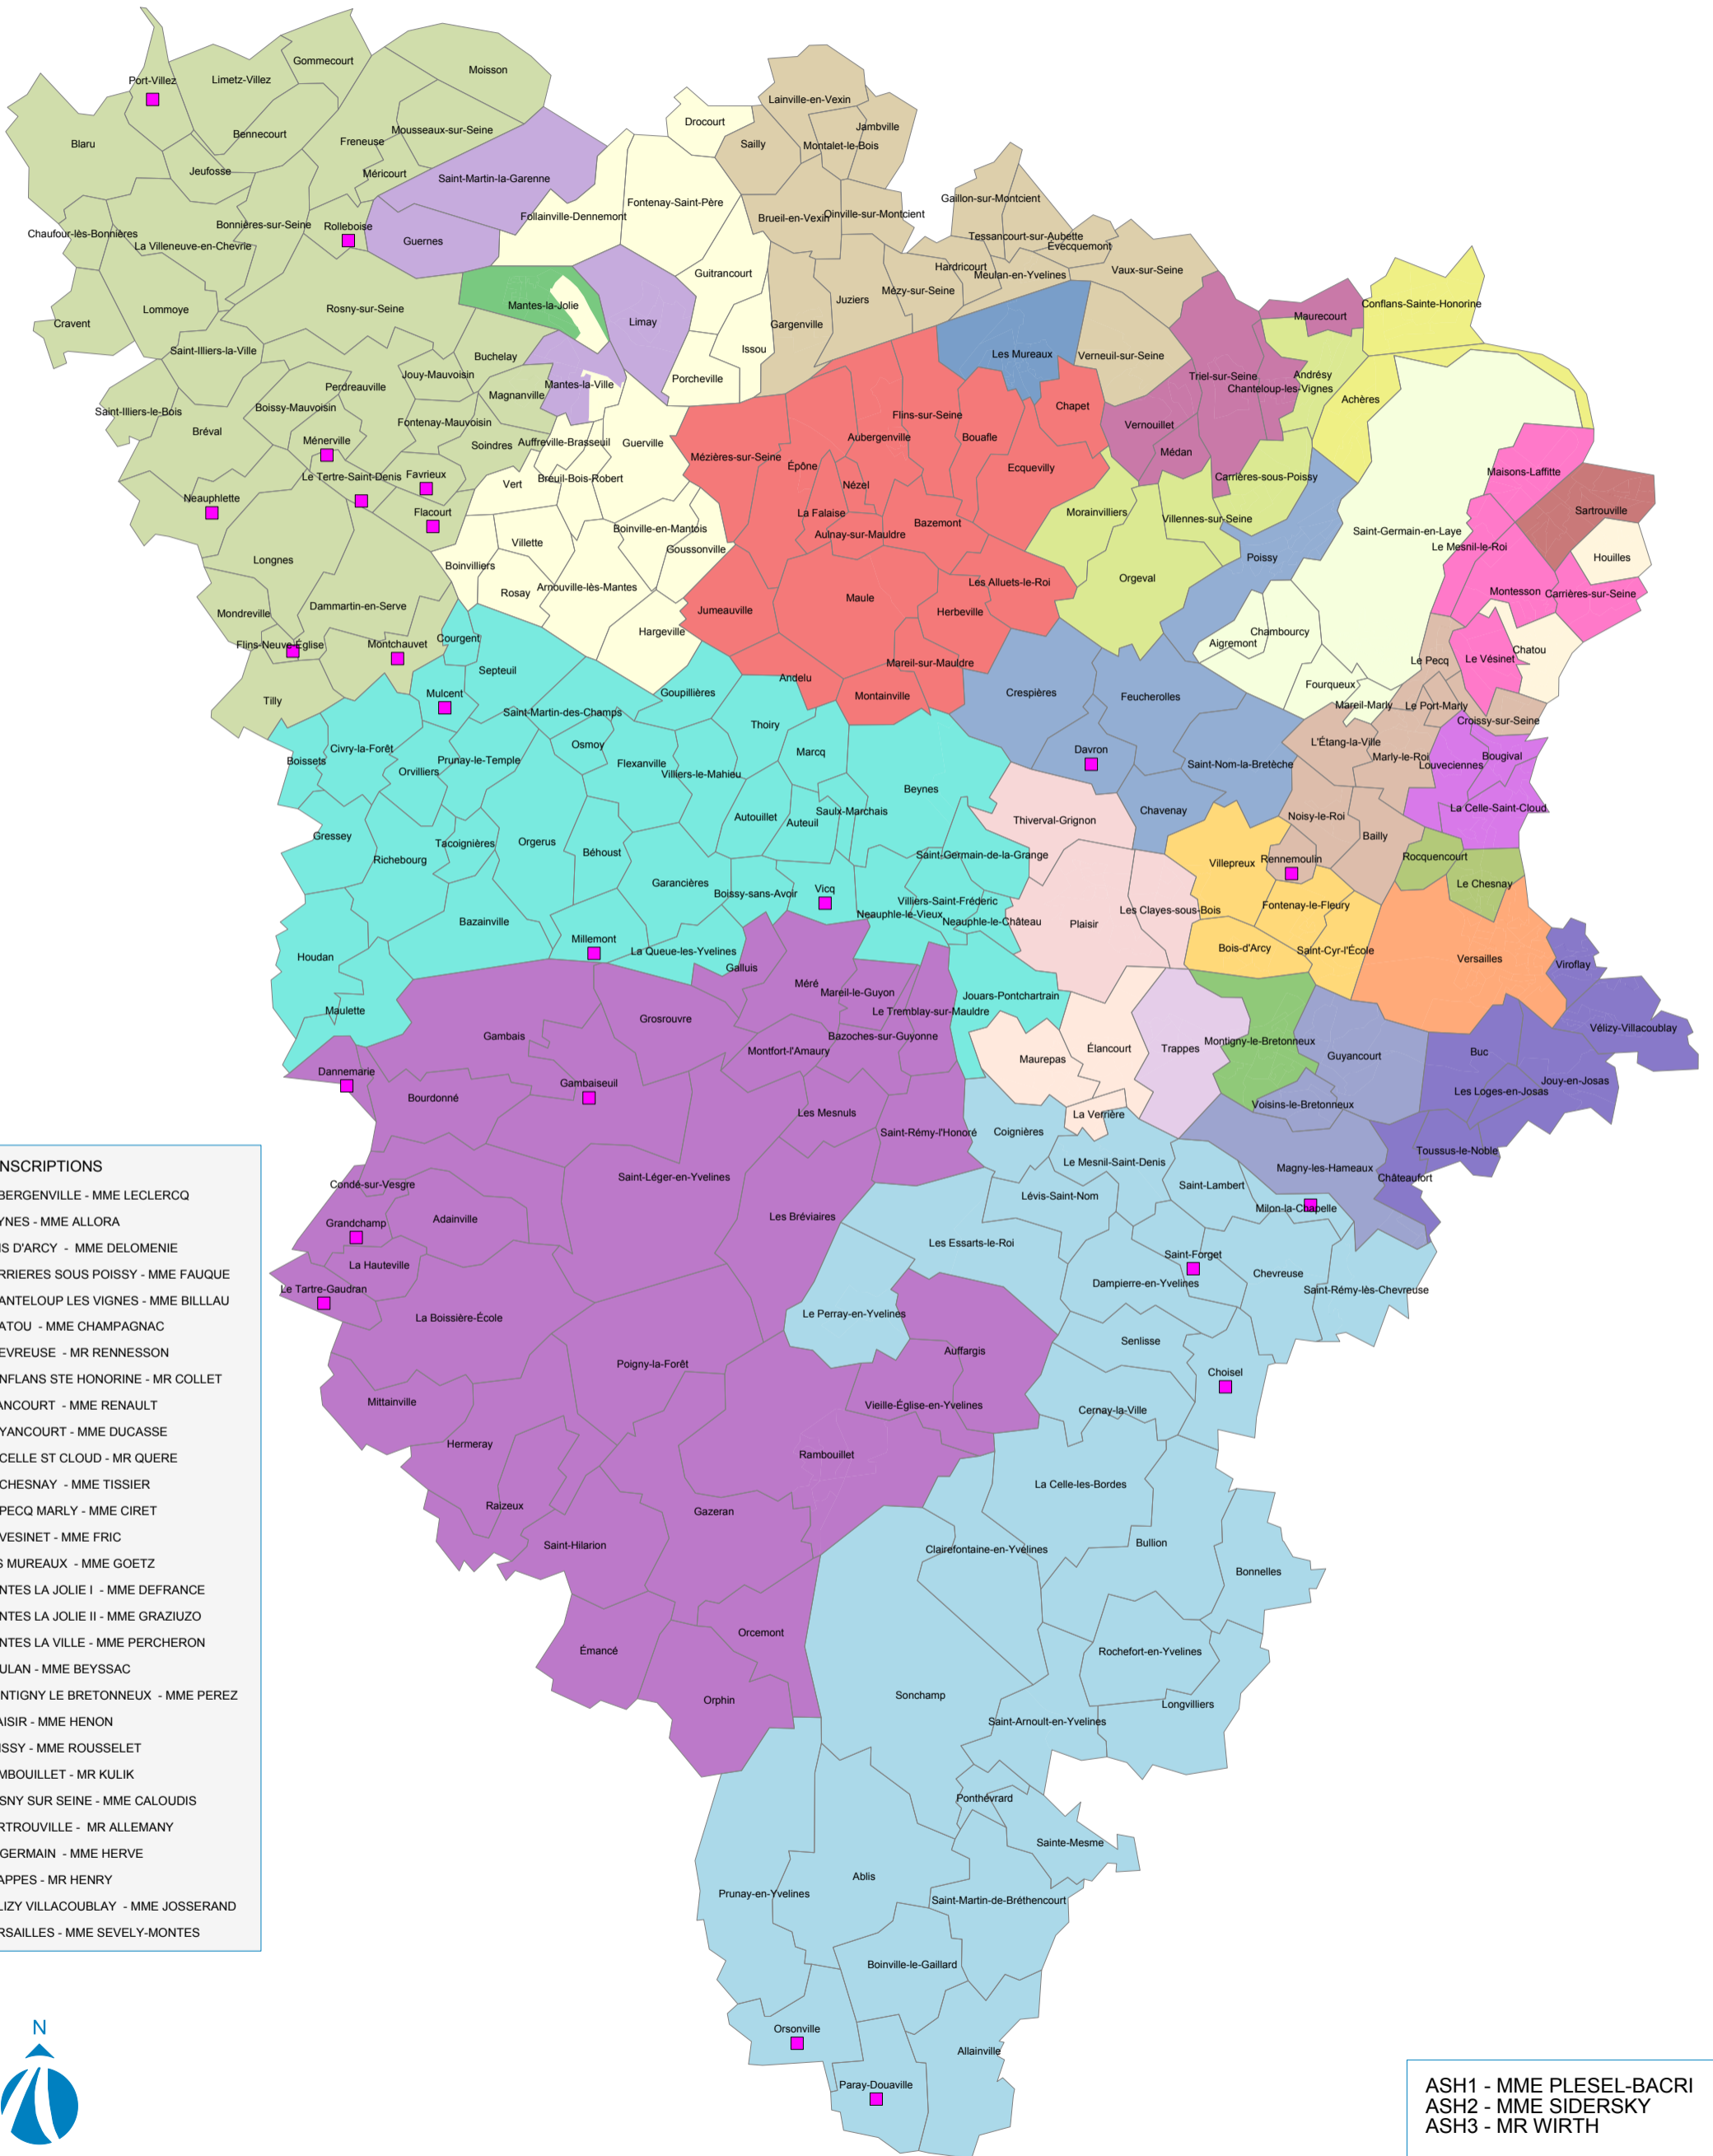 Gommecourt
Moisson
Port-Villez
Limetz-Villez
Lainville-en-Vexin
Drocourt
Jambville
Bennecourt
Mousseaux-sur-Seine
Blaru
Freneuse
Sailly
Montalet-le-Bois
Jeufosse
Méricourt
Saint-Martin-la-Garenne
Fontenay-Saint-Père
Gaillon-sur-Montcient
Follainville-Dennemont
Brueil-en-Vexin
Oinville-sur-Montcient
Bonnières-sur-Seine
Rolleboise
Chaufour-lès-Bonnières
La Villeneuve-en-Chevrie
Guernes
Tessancourt-sur-Aubette
Évecquemont
Guitrancourt
Hardricourt
Meulan-en-Yvelines
Vaux-sur-Seine
Mézy-sur-Seine
Juziers
Lommoye
Rosny-sur-Seine
Mantes-la-Jolie
Conflans-Sainte-Honorine
Maurecourt
Cravent
Limay
Gargenville
Saint-Illiers-la-Ville
Buchelay
Issou
Les Mureaux
Verneuil-sur-Seine
Jouy-Mauvoisin
Porcheville
Triel-sur-Seine
Andrésy
Perdreauville
Mantes-la-Ville
Chanteloup-les-Vignes
Magnanville
Achères
Saint-Illiers-le-Bois
Boissy-Mauvoisin
Chapet
Flins-sur-Seine
Fontenay-Mauvoisin
Vernouillet
Bréval
Ménerville
Soindres
Auffreville-Brasseuil
Guerville
Aubergenville
Bouafle
Médan
Mézières-sur-Seine
Épône
Ecquevilly
Maisons-Laffitte
Le Tertre-Saint-Denis
Favrieux
Vert
Breuil-Bois-Robert
Nézel
Carrières-sous-Poissy
Neauphlette
Flacourt
La Falaise
Morainvilliers
Villennes-sur-Seine
Sartrouville
Bazemont
Boinville-en-Mantois
Aulnay-sur-Mauldre
Saint-Germain-en-Laye
Villette
Goussonville
Le Mesnil-le-Roi
Longnes
Poissy
Houilles
Boinvilliers
Orgeval
Rosay
Arnouville-lès-Mantes
Les Alluets-le-Roi
Montesson
Carrières-sur-Seine
Mondreville
Dammartin-en-Serve
Jumeauville
Maule
Herbeville
Hargeville
Chambourcy
Courgent
Aigremont
Flins-Neuve-Église
Montchauvet
Chatou
Septeuil
Mareil-sur-Mauldre
Le Pecq
Le Vésinet
Andelu
Fourqueux
Mulcent
Goupillières
Montainville
Crespières
Feucherolles
Tilly
Mareil-Marly
Le Port-Marly
Saint-Martin-des-Champs
Thoiry
Croissy-sur-Seine
Osmoy
L'Étang-la-Ville
Civry-la-Forêt
Marcq
Davron
Marly-le-Roi
Bougival
Boissets
Prunay-le-Temple
Flexanville
Saint-Nom-la-Bretèche
Louveciennes
Orvilliers
Villiers-le-Mahieu
Beynes
La Celle-Saint-Cloud
Saulx-Marchais
Chavenay
Autouillet
Noisy-le-Roi
Auteuil
Thiverval-Grignon
Gressey
Bailly
Orgerus
Tacoignières
Béhoust
Saint-Germain-de-la-Grange
Richebourg
Villepreux
Rennemoulin
Rocquencourt
Garancières
Le Chesnay
Boissy-sans-Avoir
Vicq
Villiers-Saint-Fréderic
Fontenay-le-Fleury
Les Clayes-sous-Bois
Neauphle-le-Vieux
Bazainville
Neauphle-le-Château
Plaisir
Millemont
Bois-d'Arcy
Saint-Cyr-l'École
La Queue-les-Yvelines
Houdan
Versailles
Viroflay
Galluis
Méré
Mareil-le-Guyon
Jouars-Pontchartrain
Maulette
Le Tremblay-sur-Mauldre
Grosrouvre
Vélizy-Villacoublay
Gambais
Bazoches-sur-Guyonne
Montigny-le-Bretonneux
Élancourt
Trappes
Montfort-l'Amaury
Buc
Guyancourt
Maurepas
Dannemarie
Jouy-en-Josas
Gambaiseuil
Les Loges-en-Josas
Bourdonné
Voisins-le-Bretonneux
Les Mesnuls
La Verrière
Saint-Rémy-l'Honoré
Coignières
Toussus-le-Noble
Le Mesnil-Saint-Denis
Magny-les-Hameaux
Saint-Léger-en-Yvelines
Châteaufort
Condé-sur-Vesgre
Saint-Lambert
Lévis-Saint-Nom
Milon-la-Chapelle
Les Bréviaires
Adainville
Grandchamp
Les Essarts-le-Roi
Saint-Forget
La Hauteville
Chevreuse
Dampierre-en-Yvelines
Le Tartre-Gaudran
Saint-Rémy-lès-Chevreuse
Le Perray-en-Yvelines
La Boissière-École
Senlisse
Auffargis
Poigny-la-Forêt
Choisel
Mittainville
Vieille-Église-en-Yvelines
Cernay-la-Ville
Hermeray
Rambouillet
La Celle-les-Bordes
Raizeux
Gazeran
Saint-Hilarion
Clairefontaine-en-Yvelines
Bullion
Bonnelles
Orcemont
Émancé
Rochefort-en-Yvelines
Sonchamp
Orphin
Longvilliers
Saint-Arnoult-en-Yvelines
Ponthévrard
Sainte-Mesme
Ablis
Prunay-en-Yvelines
Saint-Martin-de-Bréthencourt
Boinville-le-Gaillard
Orsonville
Allainville
Paray-Douaville
NSCRIPTIONS
BERGENVILLE - MME LECLERCQ
YNES - MME ALLORA
IS D'ARCY - MME DELOMENIE
RRIERES SOUS POISSY - MME FAUQUE
ANTELOUP LES VIGNES - MME BILLLAU
ATOU - MME CHAMPAGNAC
EVREUSE - MR RENNESSON
NFLANS STE HONORINE - MR COLLET
ANCOURT - MME RENAULT
YANCOURT - MME DUCASSE
CELLE ST CLOUD - MR QUERE
CHESNAY - MME TISSIER
PECQ MARLY - MME CIRET
VESINET - MME FRIC
S MUREAUX - MME GOETZ
NTES LA JOLIE I - MME DEFRANCE
NTES LA JOLIE II - MME GRAZIUZO
NTES LA VILLE - MME PERCHERON
ULAN - MME BEYSSAC
NTIGNY LE BRETONNEUX - MME PEREZ
AISIR - MME HENON
ISSY - MME ROUSSELET
MBOUILLET - MR KULIK
SNY SUR SEINE - MME CALOUDIS
RTROUVILLE - MR ALLEMANY
GERMAIN - MME HERVE
APPES - MR HENRY
LIZY VILLACOUBLAY - MME JOSSERAND
RSAILLES - MME SEVELY-MONTES
N
ASH1 - MME PLESEL-BACRI
ASH2 - MME SIDERSKY
ASH3 - MR WIRTH